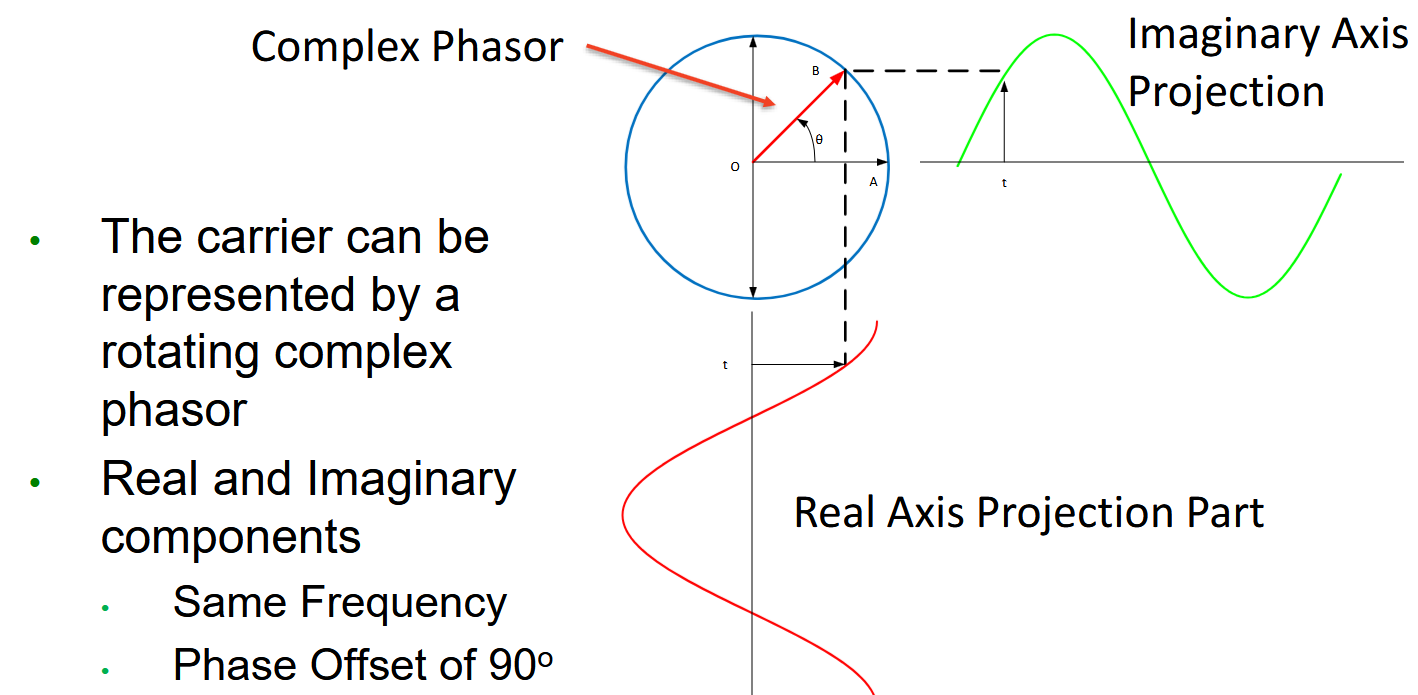 Complex Phasor
Imaginary Axis
Projection
B
θ
O
A
t
• The carrier can be
represented by a
rotating complex
phasor
t
• Real and Imaginary
components
Real Axis Projection Part
• Same Frequency
• Phase Offset of 90º